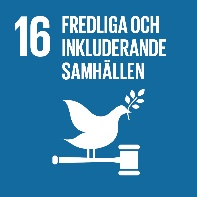 16 FREDLIGA OCH
INKLUDERANDE
SAMHÄLLEN